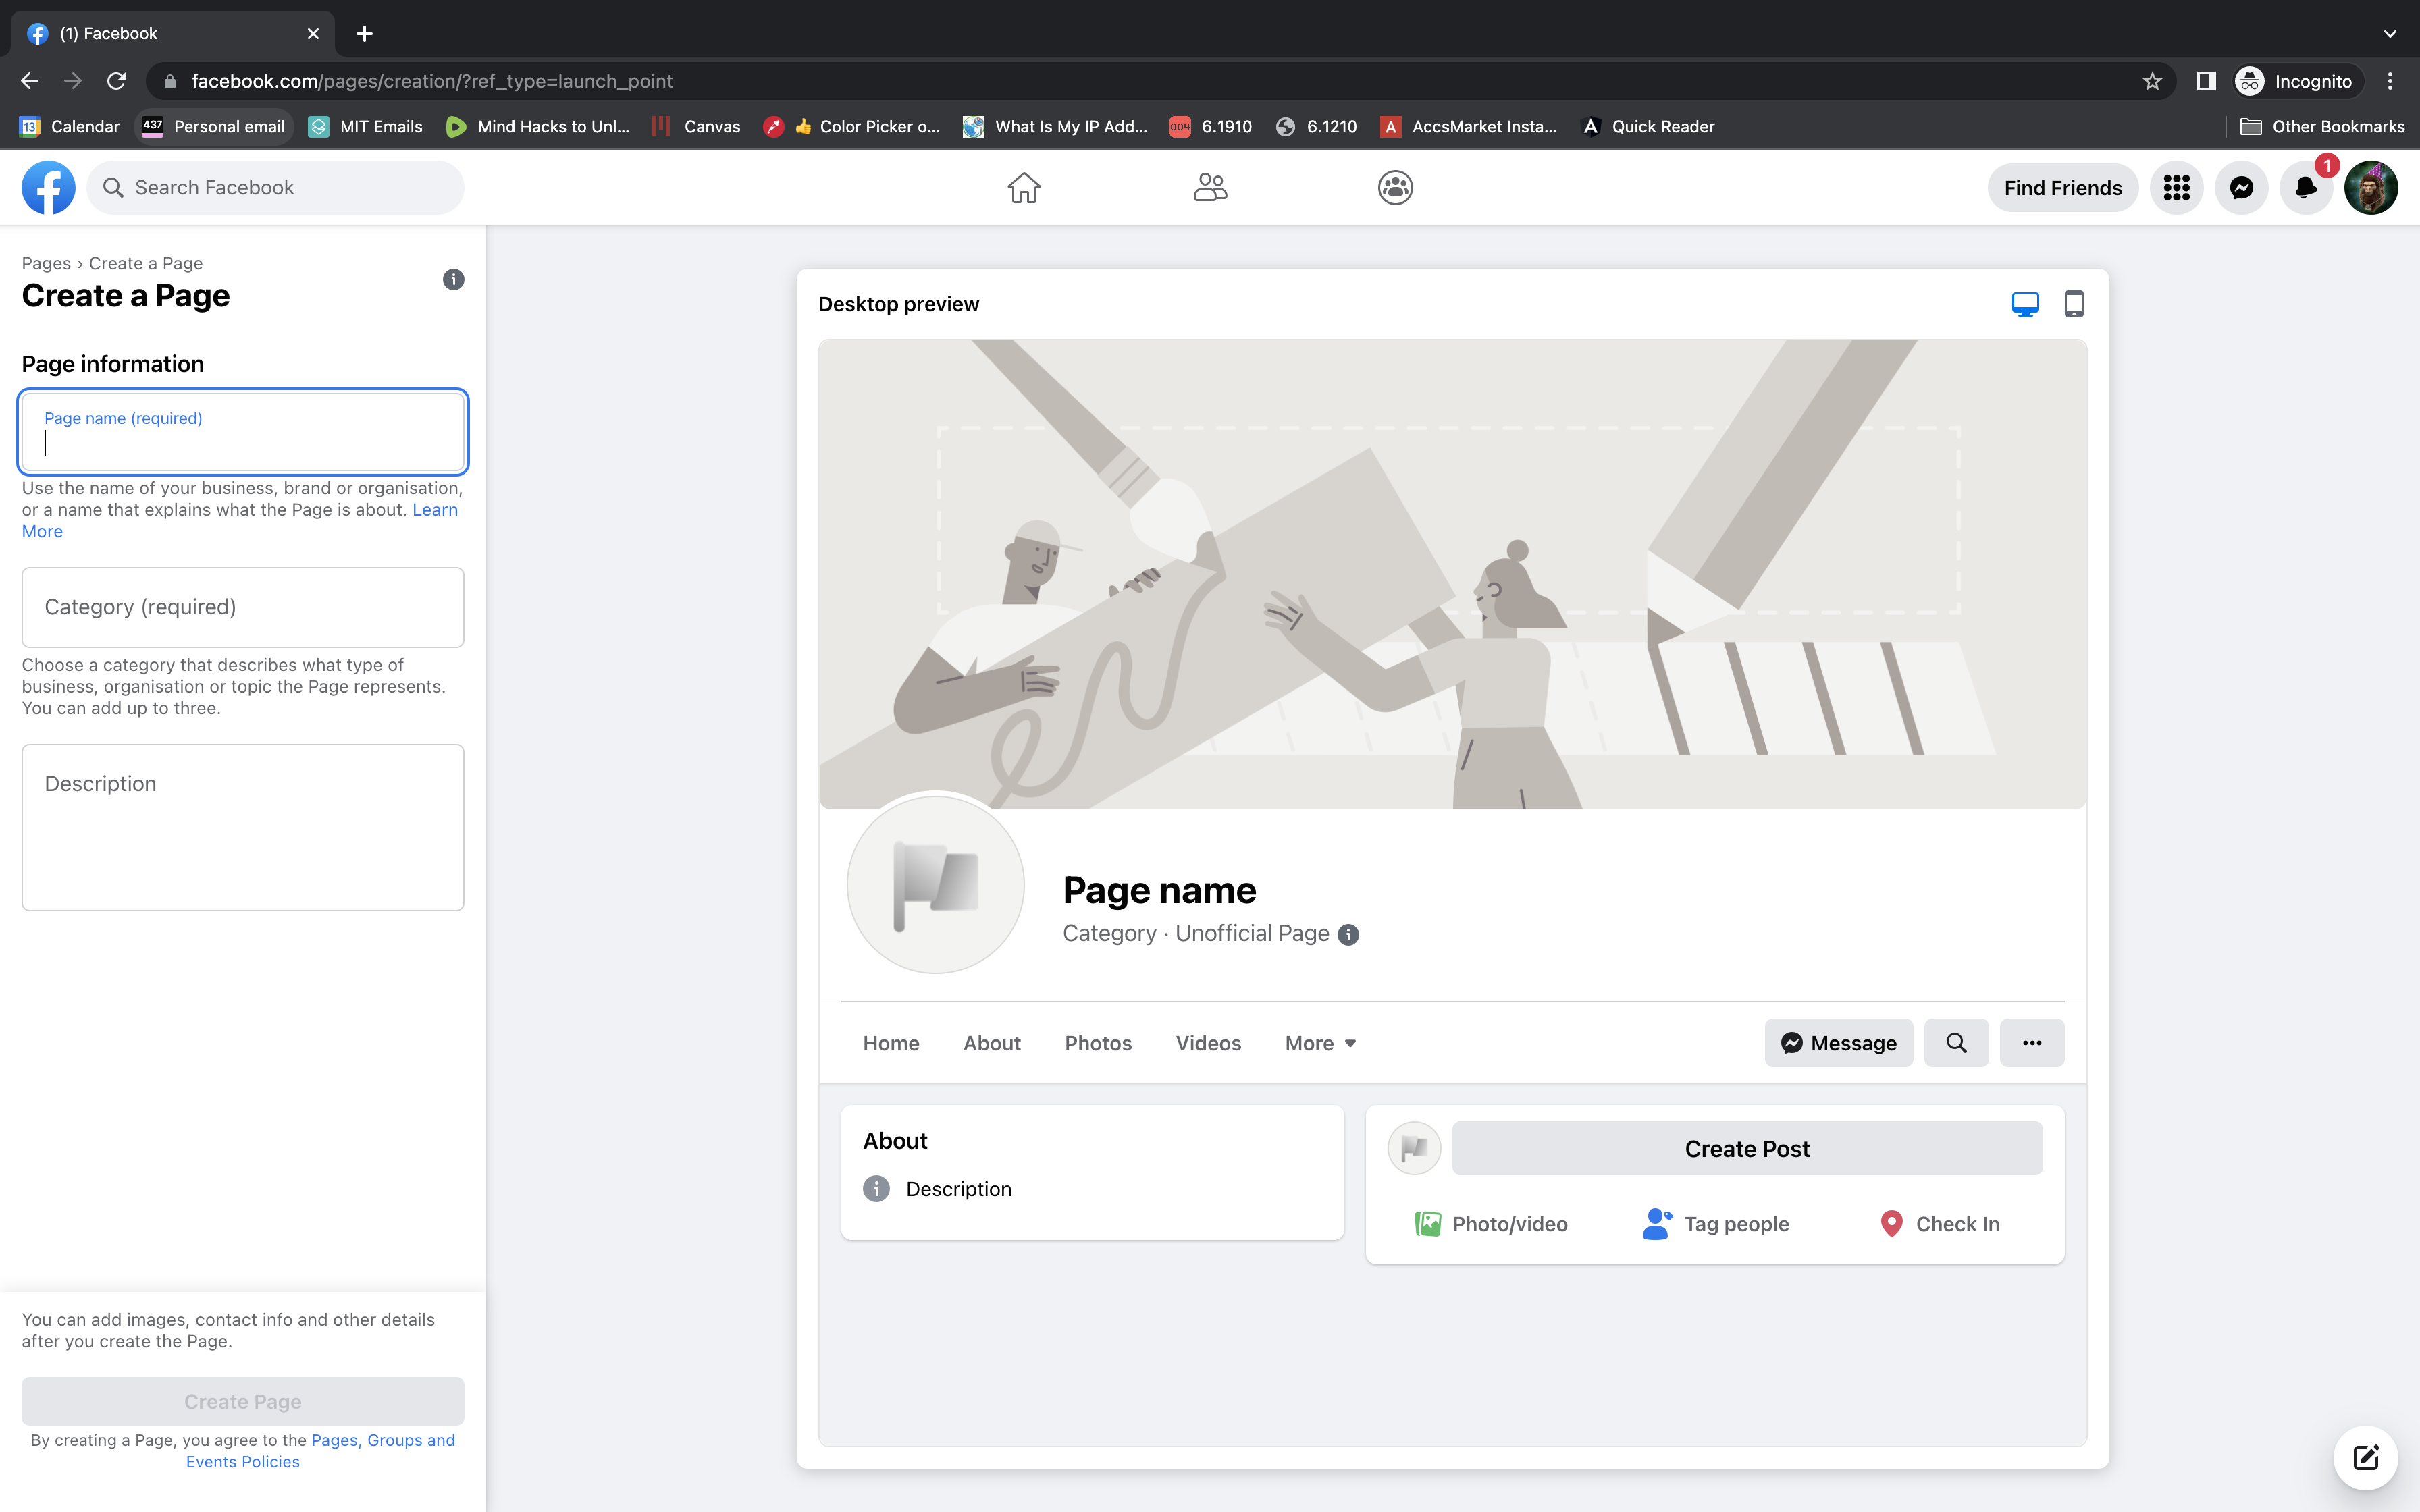 (1) Facebook
facebook.com/pages/creation/?ref_type=launch_point
Incognito
13 Calendar
437 Personal email
MIT Emails
Mind Hacks to Unl...
Canvas
👍 Color Picker o...
What Is My IP Add...
004 6.1910
6.1210
A AccsMarket Insta...
A Quick Reader
Other Bookmarks
Search Facebook
Find Friends
1
Pages › Create a Page
Create a Page
Page information
Page name (required)
Use the name of your business, brand or organisation,
or a name that explains what the Page is about. Learn
More
Category (required)
Choose a category that describes what type of
business, organisation or topic the Page represents.
You can add up to three.
Description
You can add images, contact info and other details
after you create the Page.
Create Page
By creating a Page, you agree to the Pages, Groups and
Events Policies
Desktop preview
Page name
Category · Unofficial Page
Home
About
Photos
Videos
More
Message
About
Description
Create Post
Photo/video
Tag people
Check In